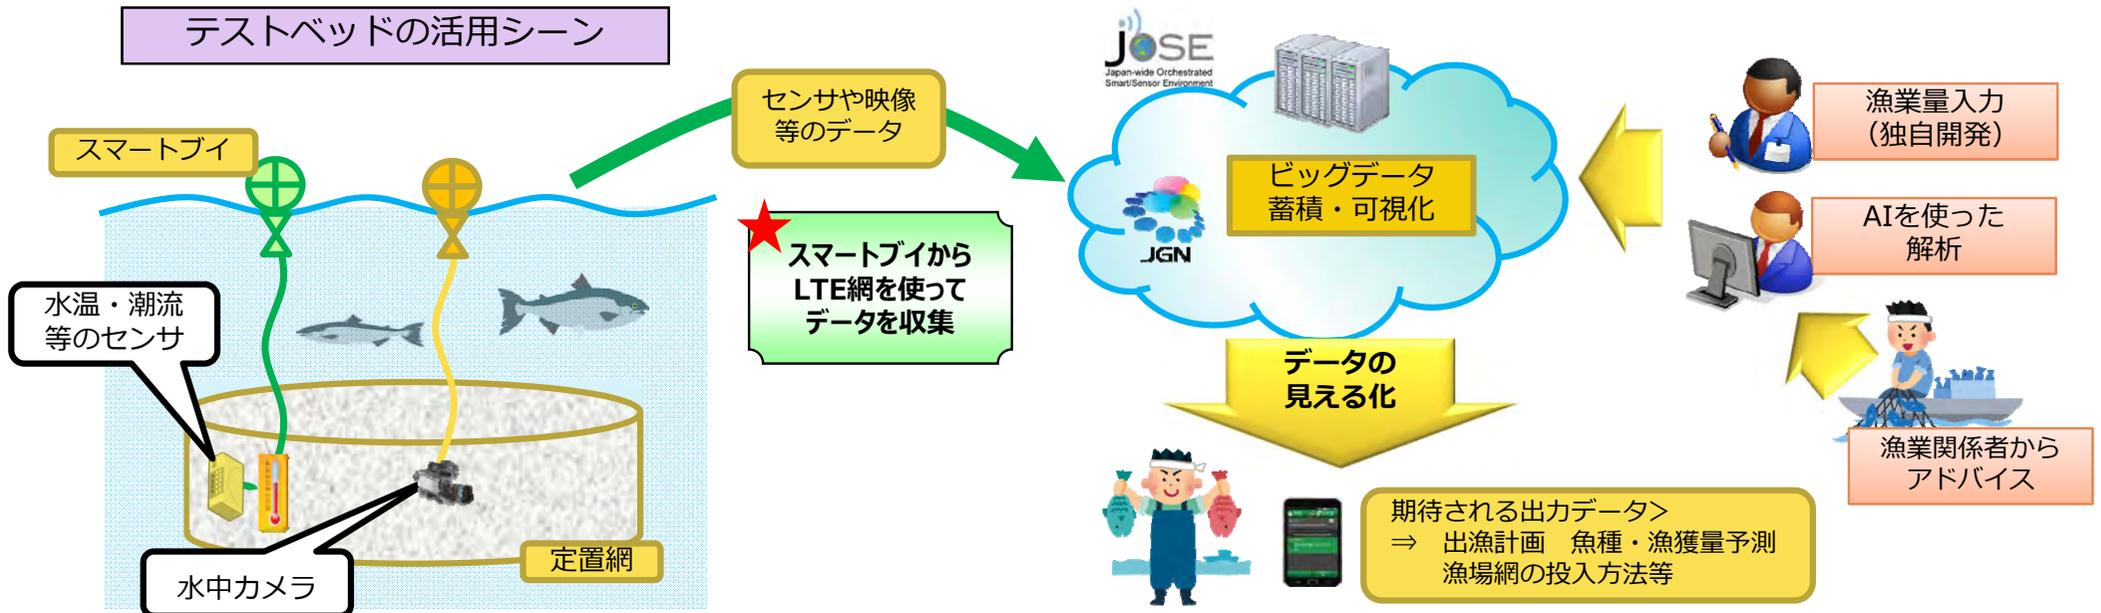 テストベッドの活用シーン
スマートブイ
水温・潮流
等のセンサ
水中カメラ
定置網
センサや映像
等のデータ
スマートブイから
LTE網を使って
データを収集
JOSE
Japan-wide Orchestrated
Smart/Sensor Environment
ビッグデータ
蓄積・可視化
JGN
漁業量入力
（独自開発）
AIを使った
解析
漁業関係者から
アドバイス
データの
見える化
期待される出力データ>
⇒　出漁計画　魚種・漁獲量予測
漁場網の投入方法等